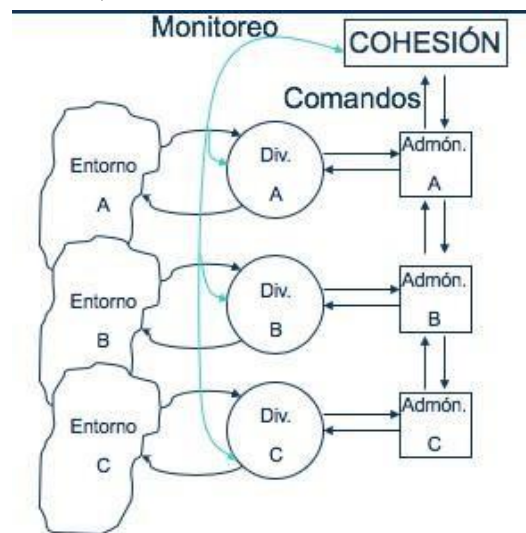 Monitoreo
COHESIÓN
Comandos
Entorno
A
Div.
A
Admón.
A
Entorno
B
Div.
B
Admón.
B
Entorno
C
Div.
C
Admón.
C